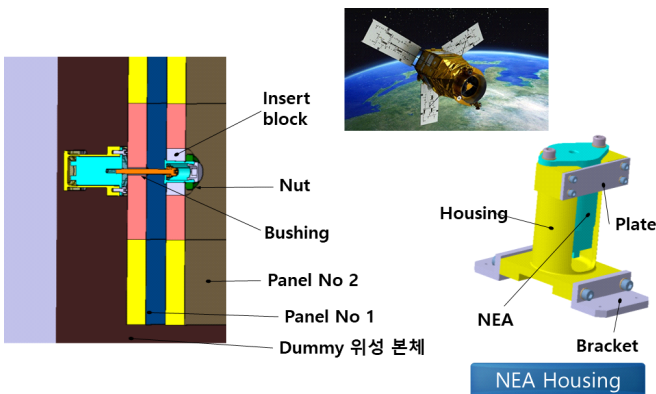 Insert
block
Nut
Bushing
Panel No 2
Panel No 1
Dummy 위성 본체
Housing
Plate
NEA
Bracket
NEA Housing